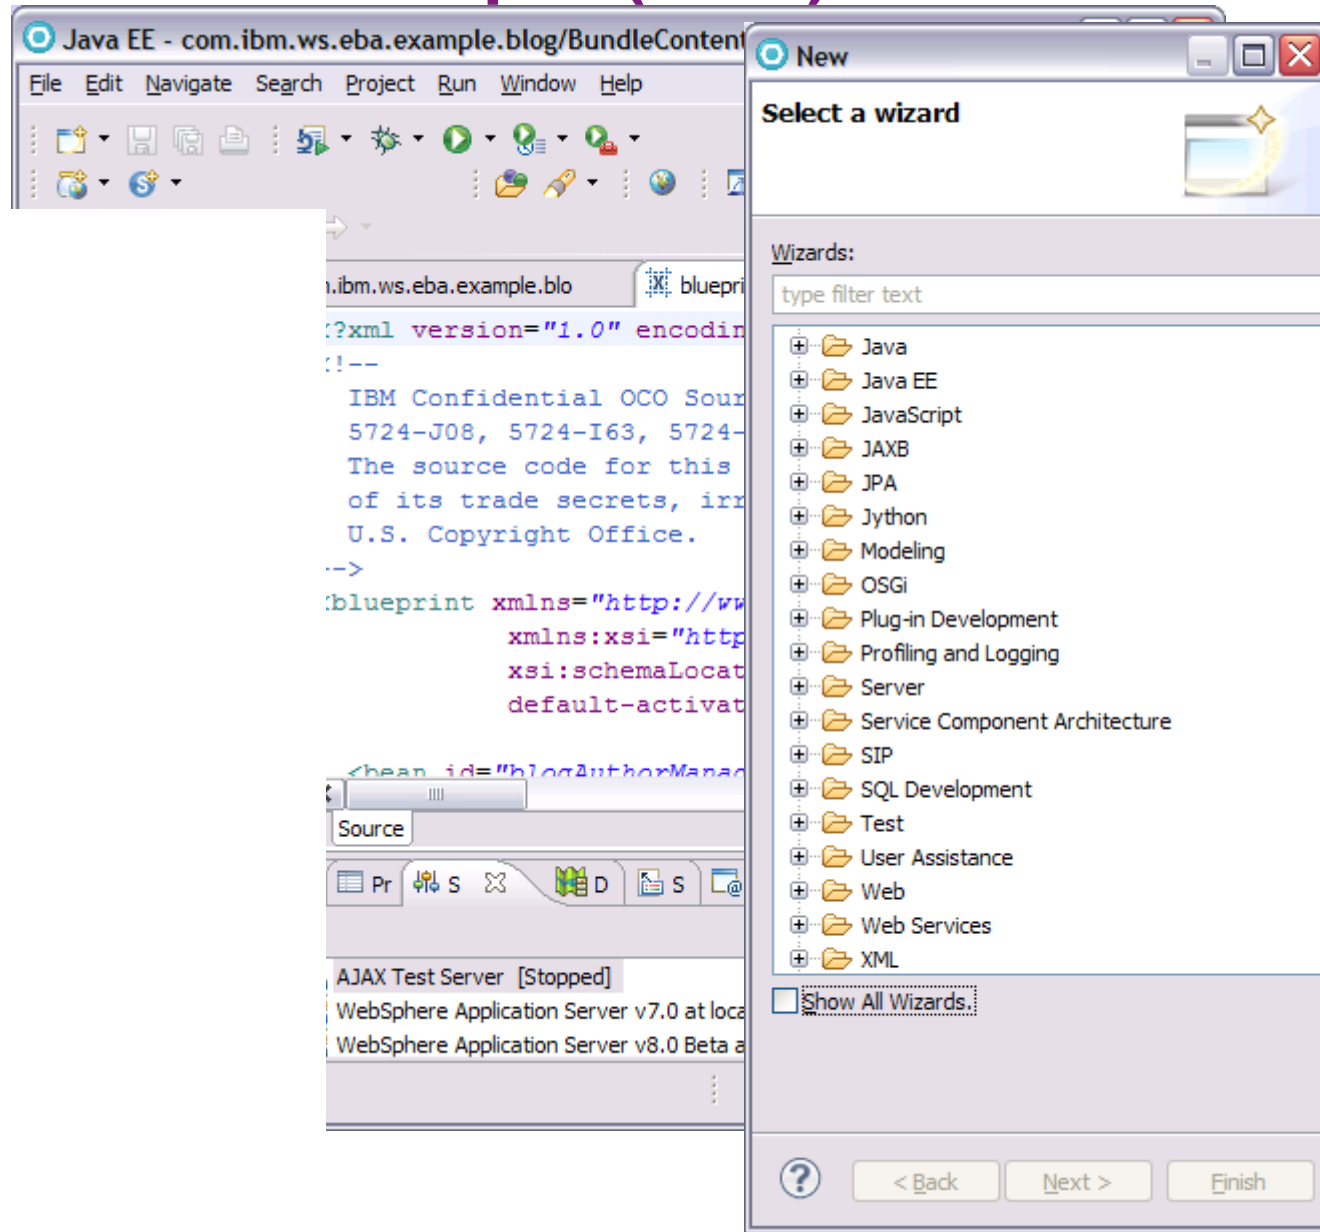 Java EE - com.ibm.ws.eba.example.blog/BundleContent
File Edit Navigate Search Project Run Window Help
.ibm.ws.eba.example.blo
bluepri
?xml version="1.0" encodin
!--
IBM Confidential OCO Sour
5724-J08, 5724-I63, 5724-
The source code for this
of its trade secrets, irr
U.S. Copyright Office.
-->
blueprint xmlns="http://ww
xmlns:xsi="http
xsi:schemaLocat
default-activat
<bean id="blogAuthorManag
Source
Pr
S
D
S
AJAX Test Server [Stopped]
WebSphere Application Server v7.0 at loca
WebSphere Application Server v8.0 Beta a
New
Select a wizard
Wizards:
type filter text
Java
Java EE
JavaScript
JAXB
JPA
Jython
Modeling
OSGi
Plug-in Development
Profiling and Logging
Server
Service Component Architecture
SIP
SQL Development
Test
User Assistance
Web
Web Services
XML
Show All Wizards.
< Back
Next >
Finish